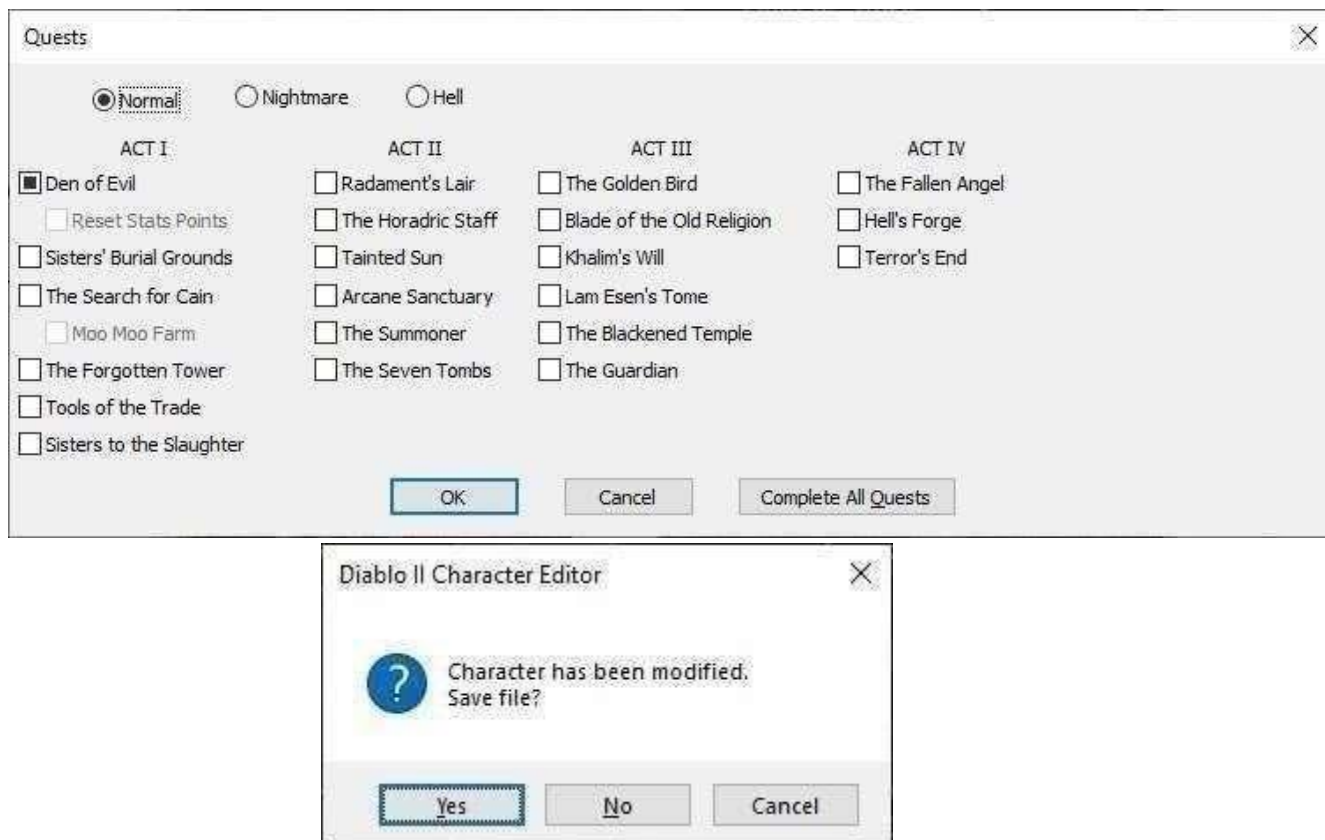 Quests
Normal Nightmare Hell
ACT I ACT II ACT III ACT IV
Den of Evil Radament's Lair The Golden Bird The Fallen Angel
Reset Stats Points The Horadric Staff Blade of the Old Religion Hell's Forge
Sisters' Burial Grounds Tainted Sun Khalim's Will Terror's End
The Search for Cain Arcane Sanctuary Lam Esen's Tome
Moo Moo Farm The Summoner The Blackened Temple
The Forgotten Tower The Seven Tombs The Guardian
Tools of the Trade
Sisters to the Slaughter
OK Cancel Complete All Quests
Diablo II Character Editor
Character has been modified.
Save file?
Yes No Cancel